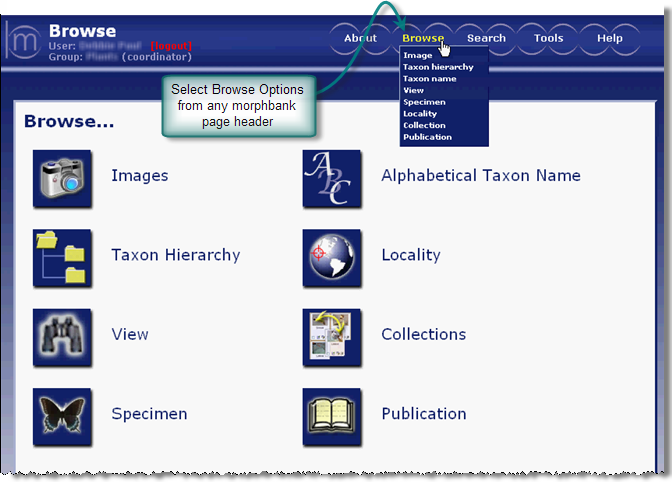 m
Browse
User: [logout]
Group: (coordinator)
About Browse Search Tools Help
Image
Taxon hierarchy
Taxon name
View
Specimen
Locality
Collection
Publication
Select Browse Options
from any morphbank
page header
Browse...
Images
Alphabetical Taxon Name
ABC
Taxon Hierarchy
Locality
View
Collections
Specimen
Publication